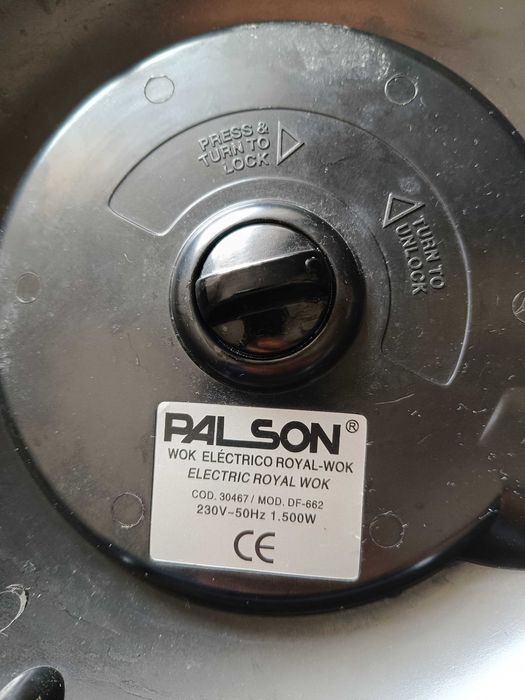 PRESS &
TURN TO
LOCK
TURN TO
UNLOCK
PALSON®
WOK ELÉCTRICO ROYAL-WOK
ELECTRIC ROYAL WOK
COD. 30467 / MOD. DF-662
230V~50Hz 1.500W
CE